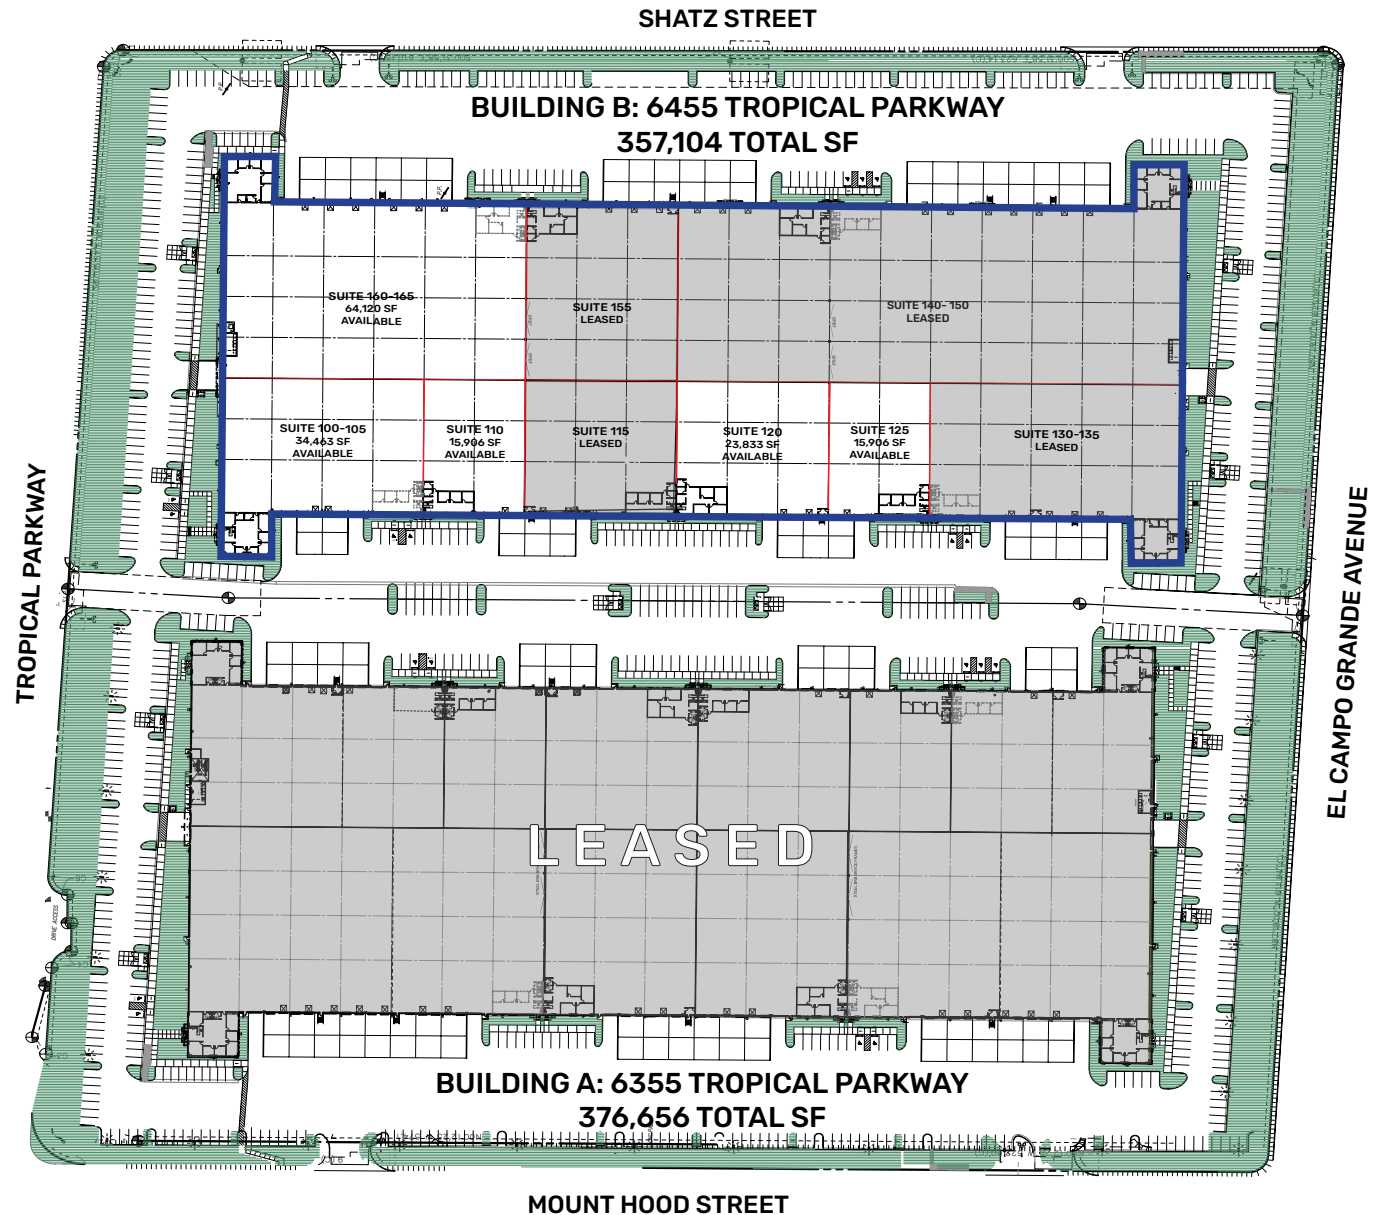 SHATZ STREET
BUILDING B: 6455 TROPICAL PARKWAY
357,104 TOTAL SF
SUITE 160-165
64,120 SF
AVAILABLE
SUITE 155
LEASED
SUITE 140-150
LEASED
SUITE 100-105
34,463 SF
AVAILABLE
SUITE 110
15,906 SF
AVAILABLE
SUITE 115
LEASED
SUITE 120
23,833 SF
AVAILABLE
SUITE 125
15,906 SF
AVAILABLE
SUITE 130-135
LEASED
TROPICAL PARKWAY
EL CAMPO GRANDE AVENUE
LEASED
DRIVE ACCESS
BUILDING A: 6355 TROPICAL PARKWAY
376,656 TOTAL SF
MOUNT HOOD STREET